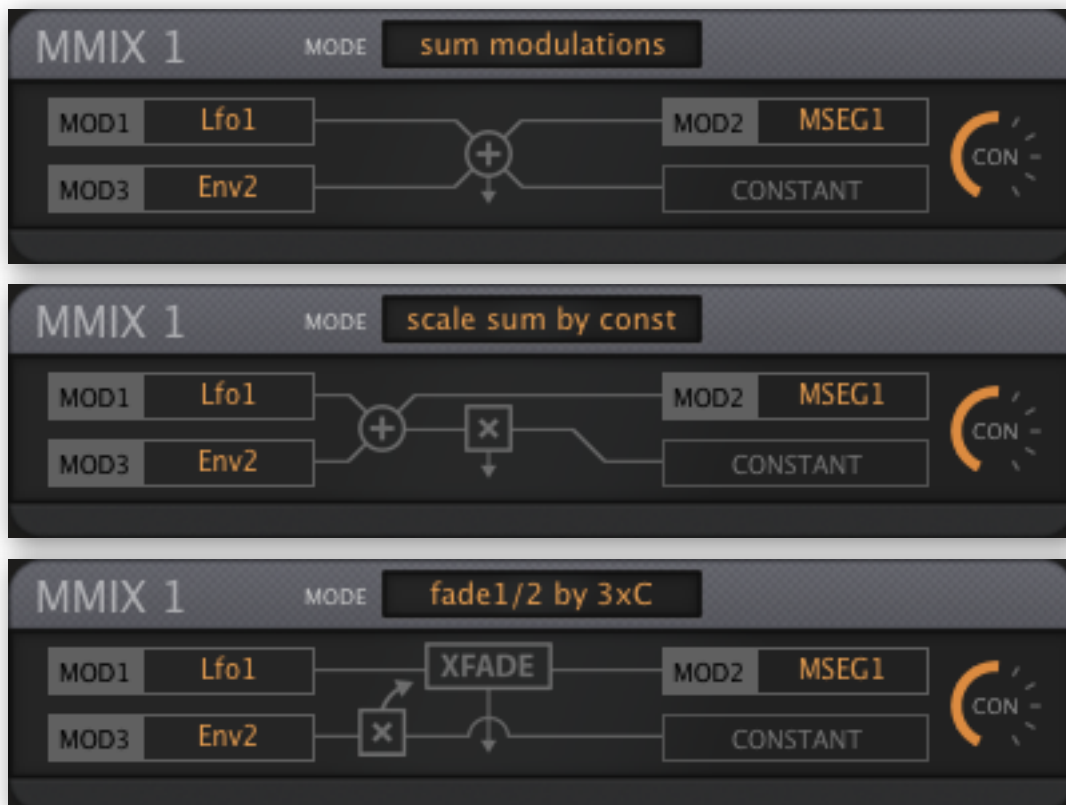 MMIX 1 MODE sum modulations
MOD1 Lfo1 MOD2 MSEG1
CON
MOD3 Env2 CONSTANT
MMIX 1 MODE scale sum by const
MOD1 Lfo1 MOD2 MSEG1
CON
MOD3 Env2 CONSTANT
MMIX 1 MODE fade1/2 by 3xC
MOD1 Lfo1 XFADE MOD2 MSEG1
CON
MOD3 Env2 CONSTANT